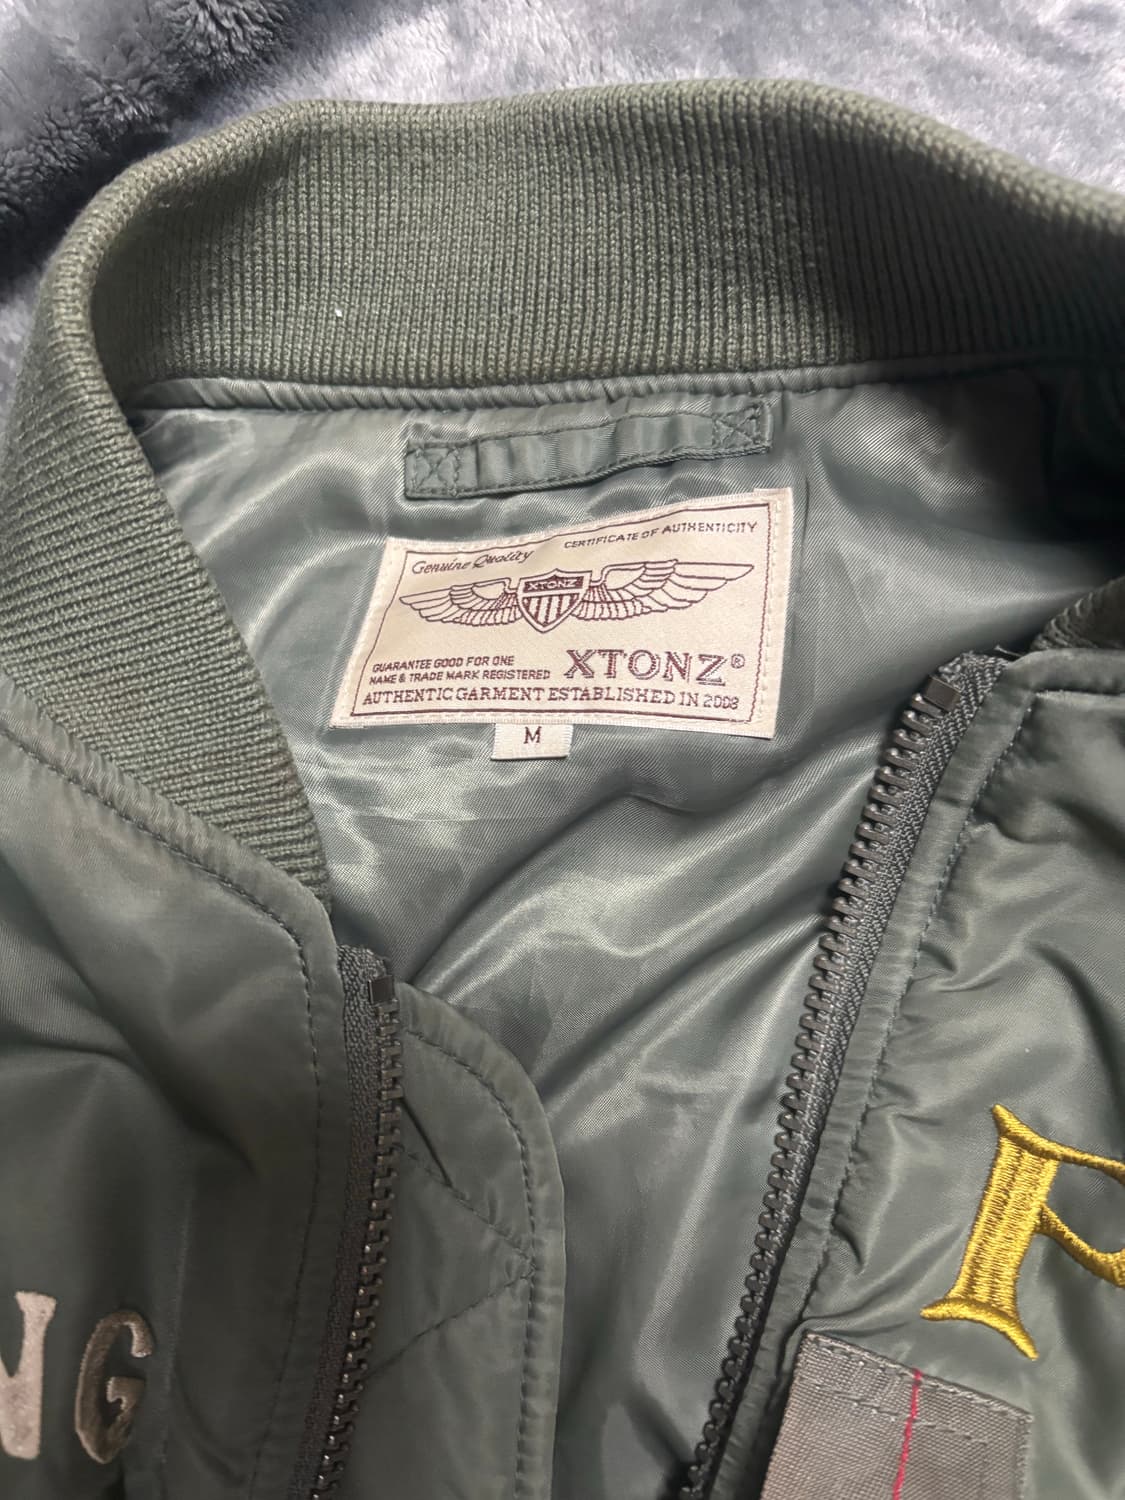 Genuine Quality CERTIFICATE OF AUTHENTICITY
XTONZ
GUARANTEE GOOD FOR ONE
NAME & TRADE MARK REGISTERED
XTONZ®
AUTHENTIC GARMENT ESTABLISHED IN 2008
M
NG